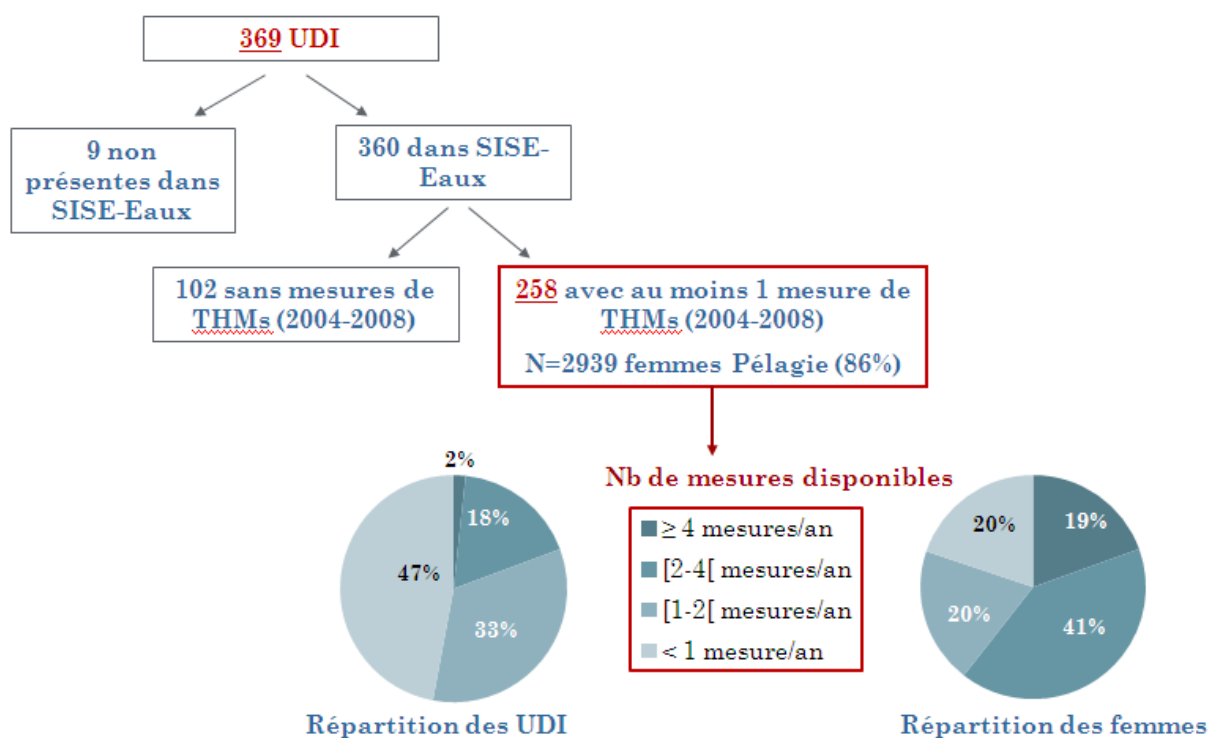 369 UDI
9 non
présentes dans
SISE-Eaux
360 dans SISE-
Eaux
102 sans mesures de
THMs (2004-2008)
258 avec au moins 1 mesure de
THMs (2004-2008)
N=2939 femmes Pélagie (86%)
Nb de mesures disponibles
≥ 4 mesures/an
[2-4[ mesures/an
[1-2[ mesures/an
< 1 mesure/an
2%
18%
33%
47%
Répartition des UDI
19%
41%
20%
20%
Répartition des femmes